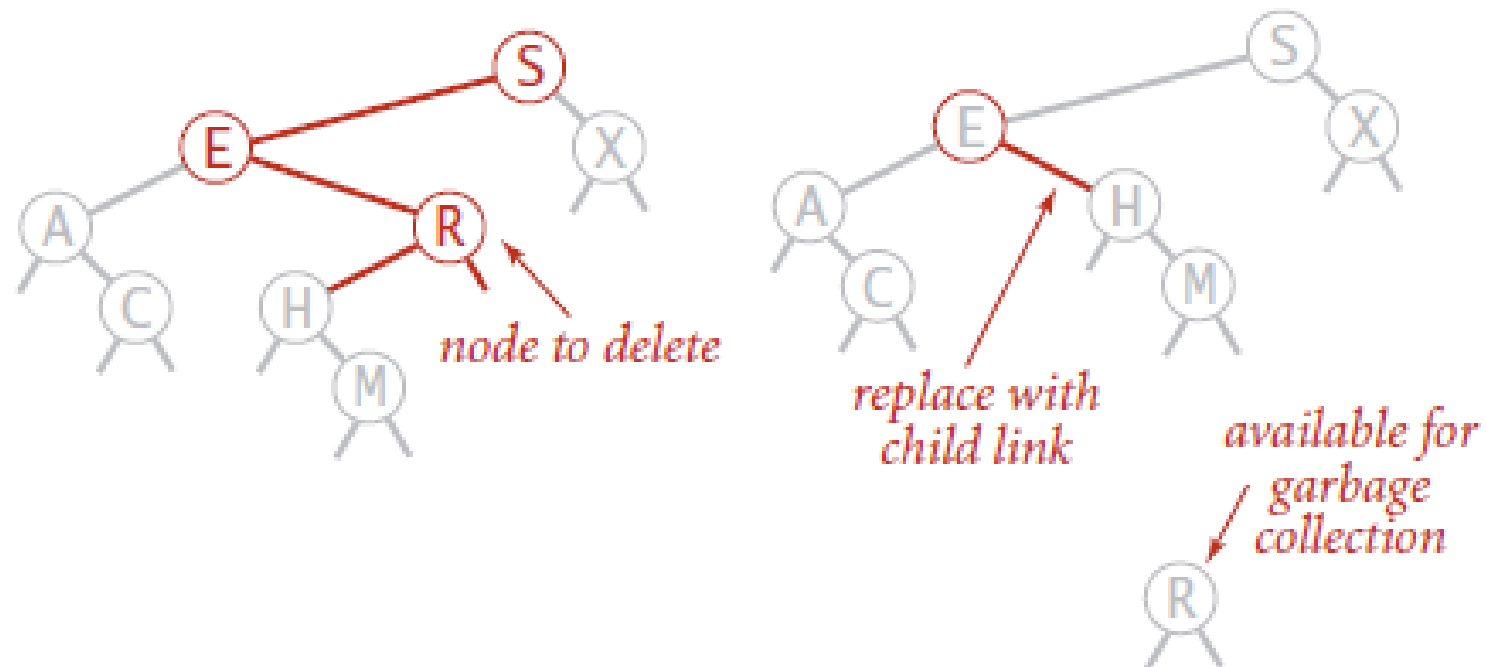 S
E
X
A
R
C
H
node to delete
M
S
E
X
A
H
C
M
replace with
child link
available for
garbage
collection
R